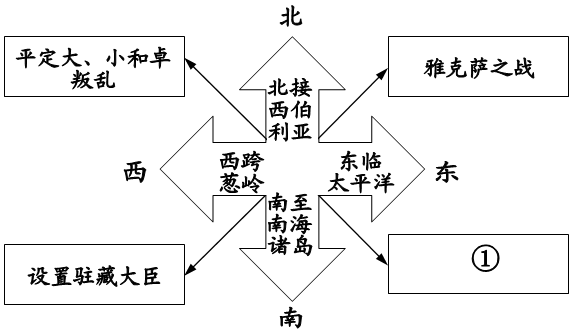 北
平定大、小和卓
叛乱
雅克萨之战
北接
西伯
利亚
西
西跨
葱岭
东临
太平洋
东
南至
南海
诸岛
设置驻藏大臣
①
南